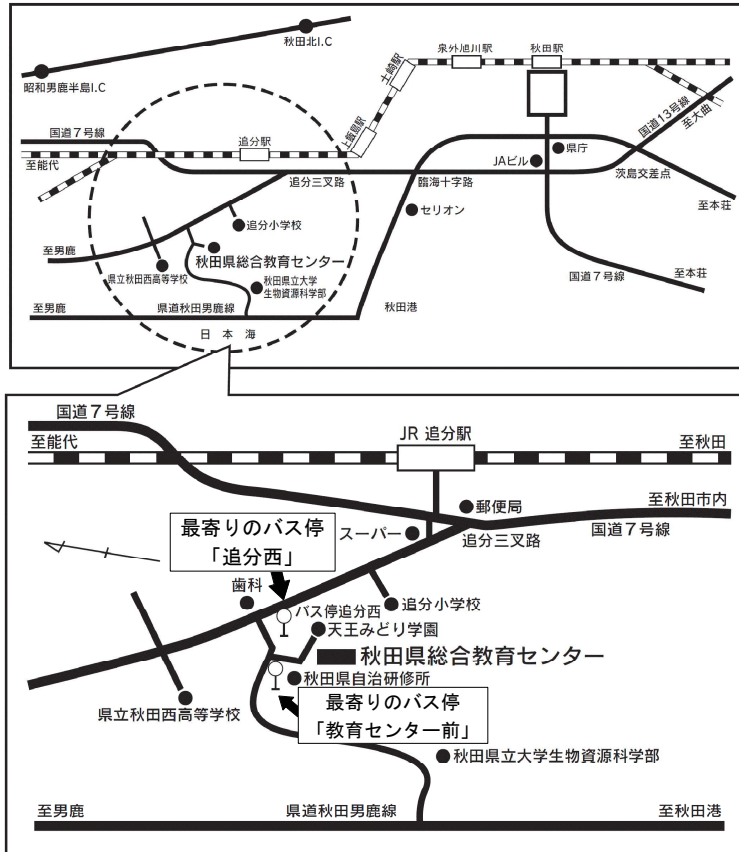 秋田北I.C
昭和男鹿半島I.C
泉外旭川駅
秋田駅
土崎駅
上飯島駅
国道7号線
追分駅
至能代
国道13号線
至大曲
県庁
JAビル
茨島交差点
追分三叉路
臨海十字路
セリオン
至本荘
追分小学校
至男鹿
秋田県総合教育センター
県立秋田西高等学校
秋田県立大学
生物資源科学部
国道7号線
至本荘
至男鹿
県道秋田男鹿線
秋田港
日本海
国道7号線
至能代
JR 追分駅
至秋田
郵便局
至秋田市内
スーパー
追分三叉路
国道7号線
最寄りのバス停
「追分西」
歯科
バス停追分西
追分小学校
天王みどり学園
秋田県総合教育センター
秋田県自治研修所
県立秋田西高等学校
最寄りのバス停
「教育センター前」
秋田県立大学生物資源科学部
至男鹿
県道秋田男鹿線
至秋田港